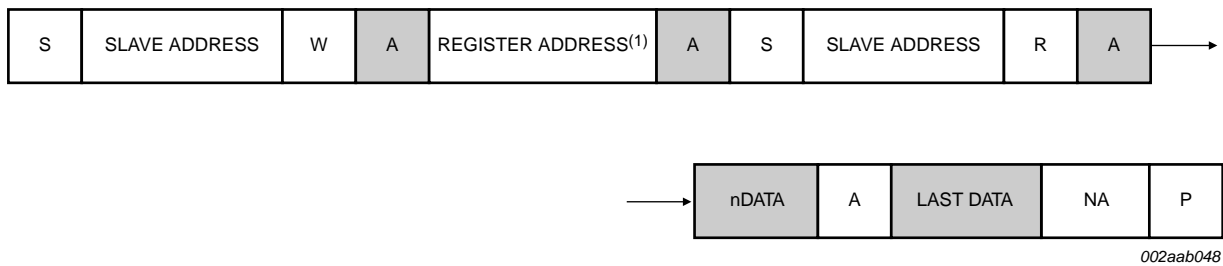 S SLAVE ADDRESS W A REGISTER ADDRESS(1) A S SLAVE ADDRESS R A
nDATA A LAST DATA NA P
002aab048